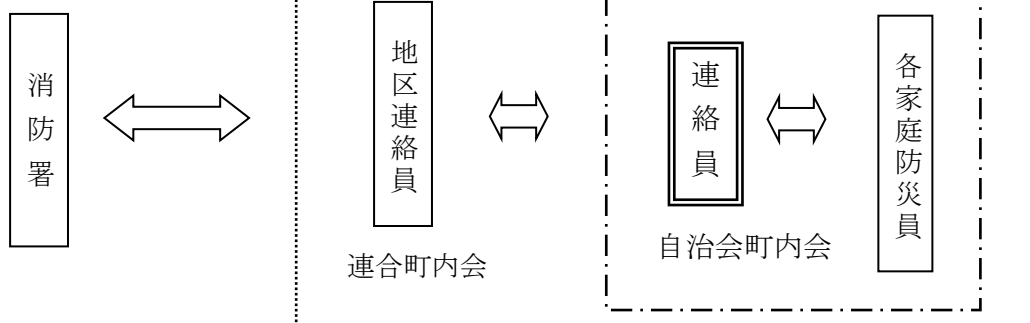 消防署
地区連絡員
連合町内会
連絡員
自治会町内会
各家庭防災員